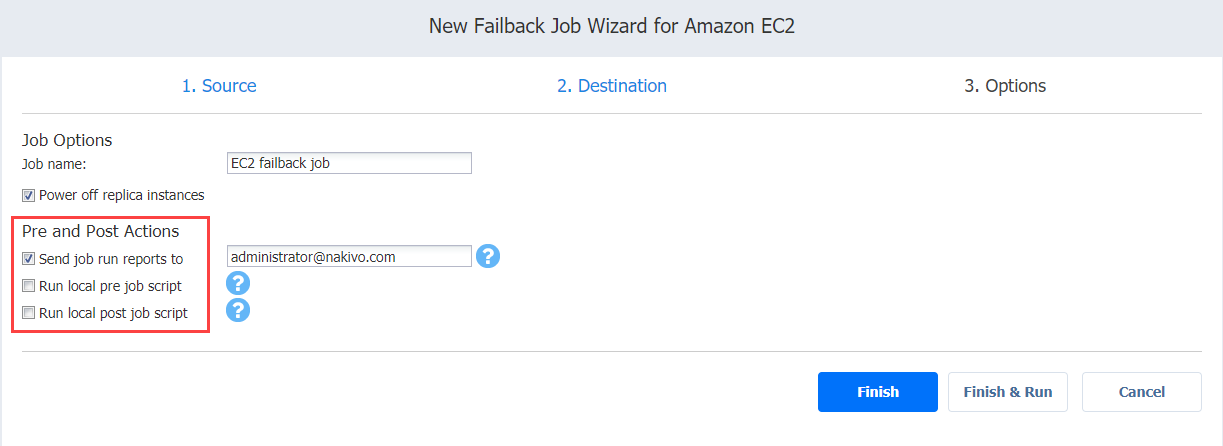 New Failback Job Wizard for Amazon EC2
1. Source 2. Destination 3. Options
Job Options
Job name: EC2 failback job
Power off replica instances
Pre and Post Actions
Send job run reports to administrator@nakivo.com ?
Run local pre job script ?
Run local post job script ?
Finish Finish & Run Cancel